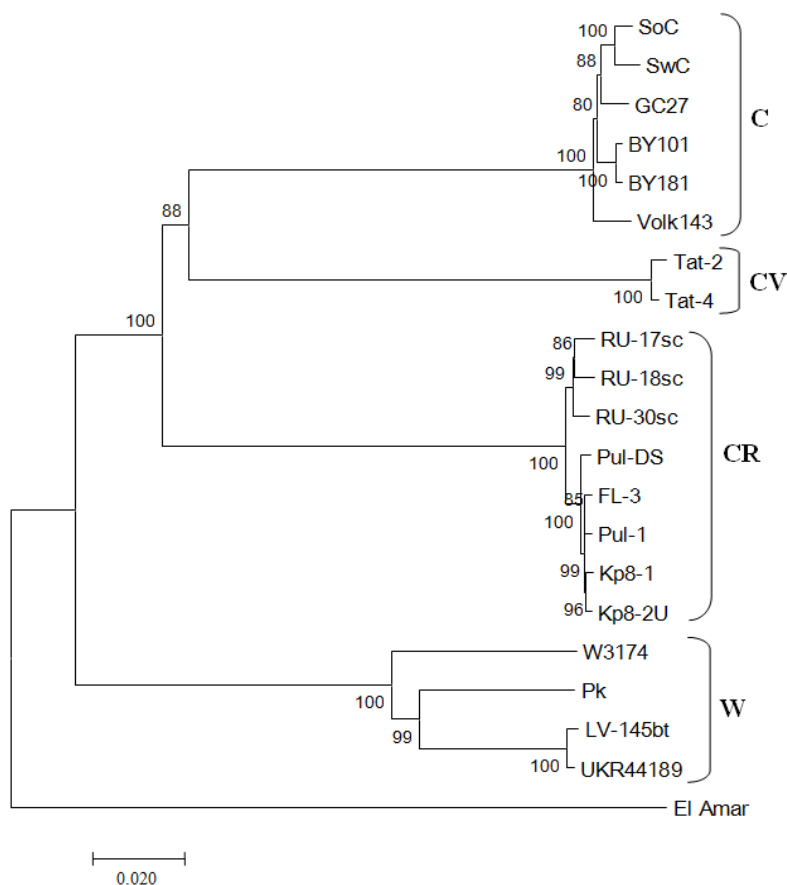 100
SoC
88
SwC
80
GC27
C
100
BY101
100
BY181
Volk143
88
Tat-2
CV
100
Tat-4
100
86
RU-17sc
99
RU-18sc
RU-30sc
100
Pul-DS
CR
85
FL-3
100
Pul-1
99
Kp8-1
96
Kp8-2U
W3174
100
Pk
W
99
LV-145bt
100
UKR44189
El Amar
0.020